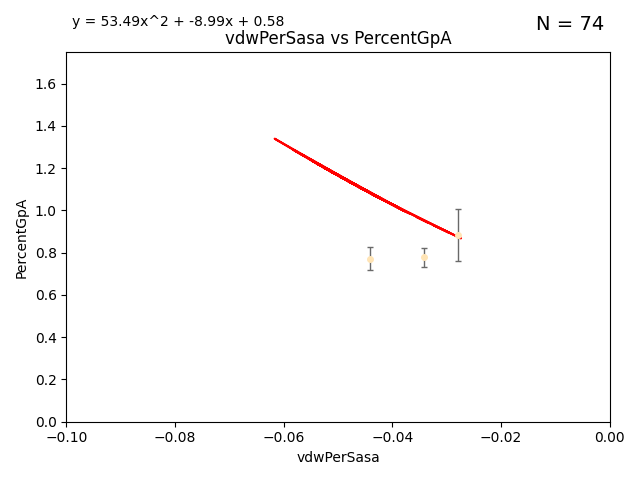 y = 53.49x^2 + -8.99x + 0.58
N = 74
vdwPerSasa vs PercentGpA
PercentGpA
1.6
1.4
1.2
1.0
0.8
0.6
0.4
0.2
0.0
−0.10 −0.08 −0.06 −0.04 −0.02 0.00
vdwPerSasa